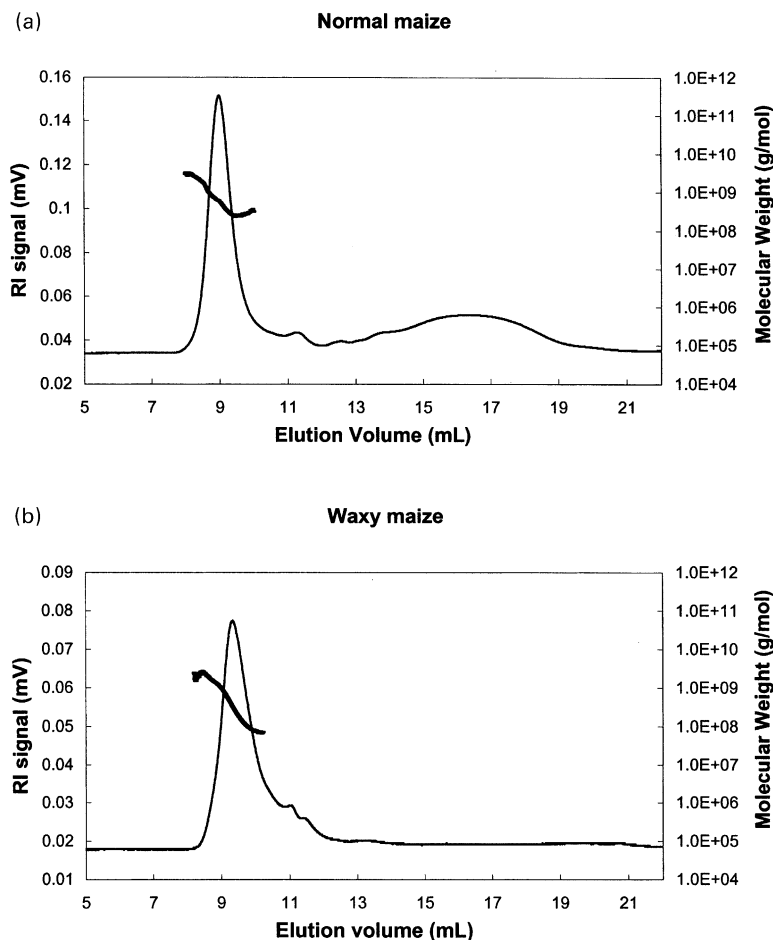 (a)
Normal maize
0.16
0.14
0.12
0.1
0.08
0.06
0.04
0.02
RI signal (mV)
1.0E+12
1.0E+11
1.0E+10
1.0E+09
1.0E+08
1.0E+07
1.0E+06
1.0E+05
1.0E+04
Molecular Weight (g/mol)
5 7 9 11 13 15 17 19 21
Elution Volume (mL)
(b)
Waxy maize
0.09
0.08
0.07
0.06
0.05
0.04
0.03
0.02
0.01
RI signal (mV)
1.0E+12
1.0E+11
1.0E+10
1.0E+09
1.0E+08
1.0E+07
1.0E+06
1.0E+05
1.0E+04
Molecular Weight (g/mol)
5 7 9 11 13 15 17 19 21
Elution volume (mL)